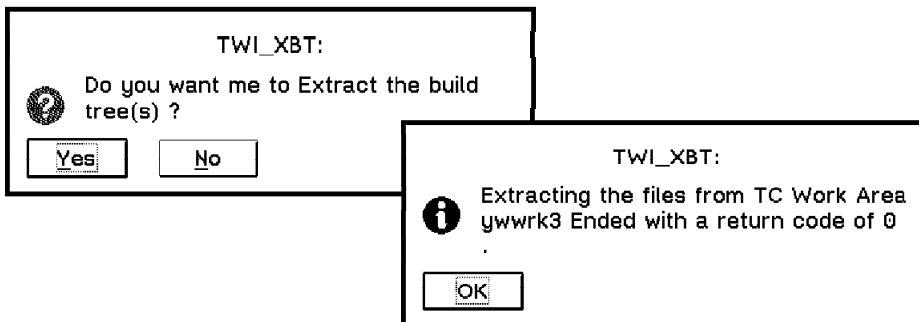 TWI_XBT:
Do you want me to Extract the build
tree(s) ?
Yes
No
TWI_XBT:
Extracting the files from TC Work Area
ywwrk3 Ended with a return code of 0
.
OK